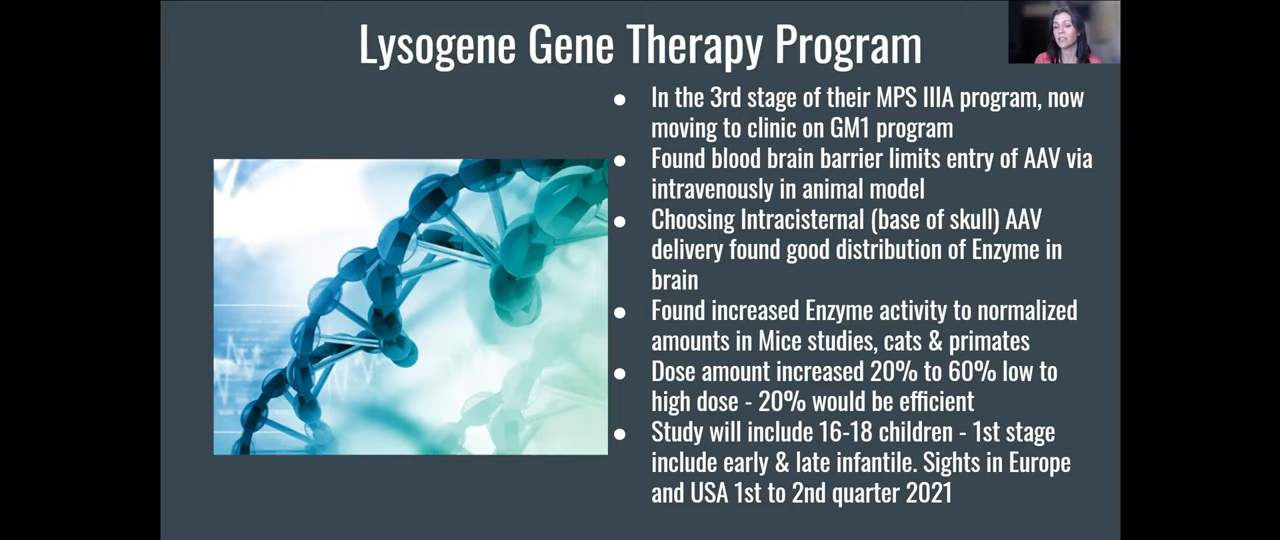 Lysogene Gene Therapy Program
● In the 3rd stage of their MPS IIIA program, now
moving to clinic on GM1 program
● Found blood brain barrier limits entry of AAV via
intravenously in animal model
● Choosing Intracisternal (base of skull) AAV
delivery found good distribution of Enzyme in
brain
● Found increased Enzyme activity to normalized
amounts in Mice studies, cats & primates
● Dose amount increased 20% to 60% low to
high dose - 20% would be efficient
● Study will include 16-18 children - 1st stage
include early & late infantile. Sights in Europe
and USA 1st to 2nd quarter 2021